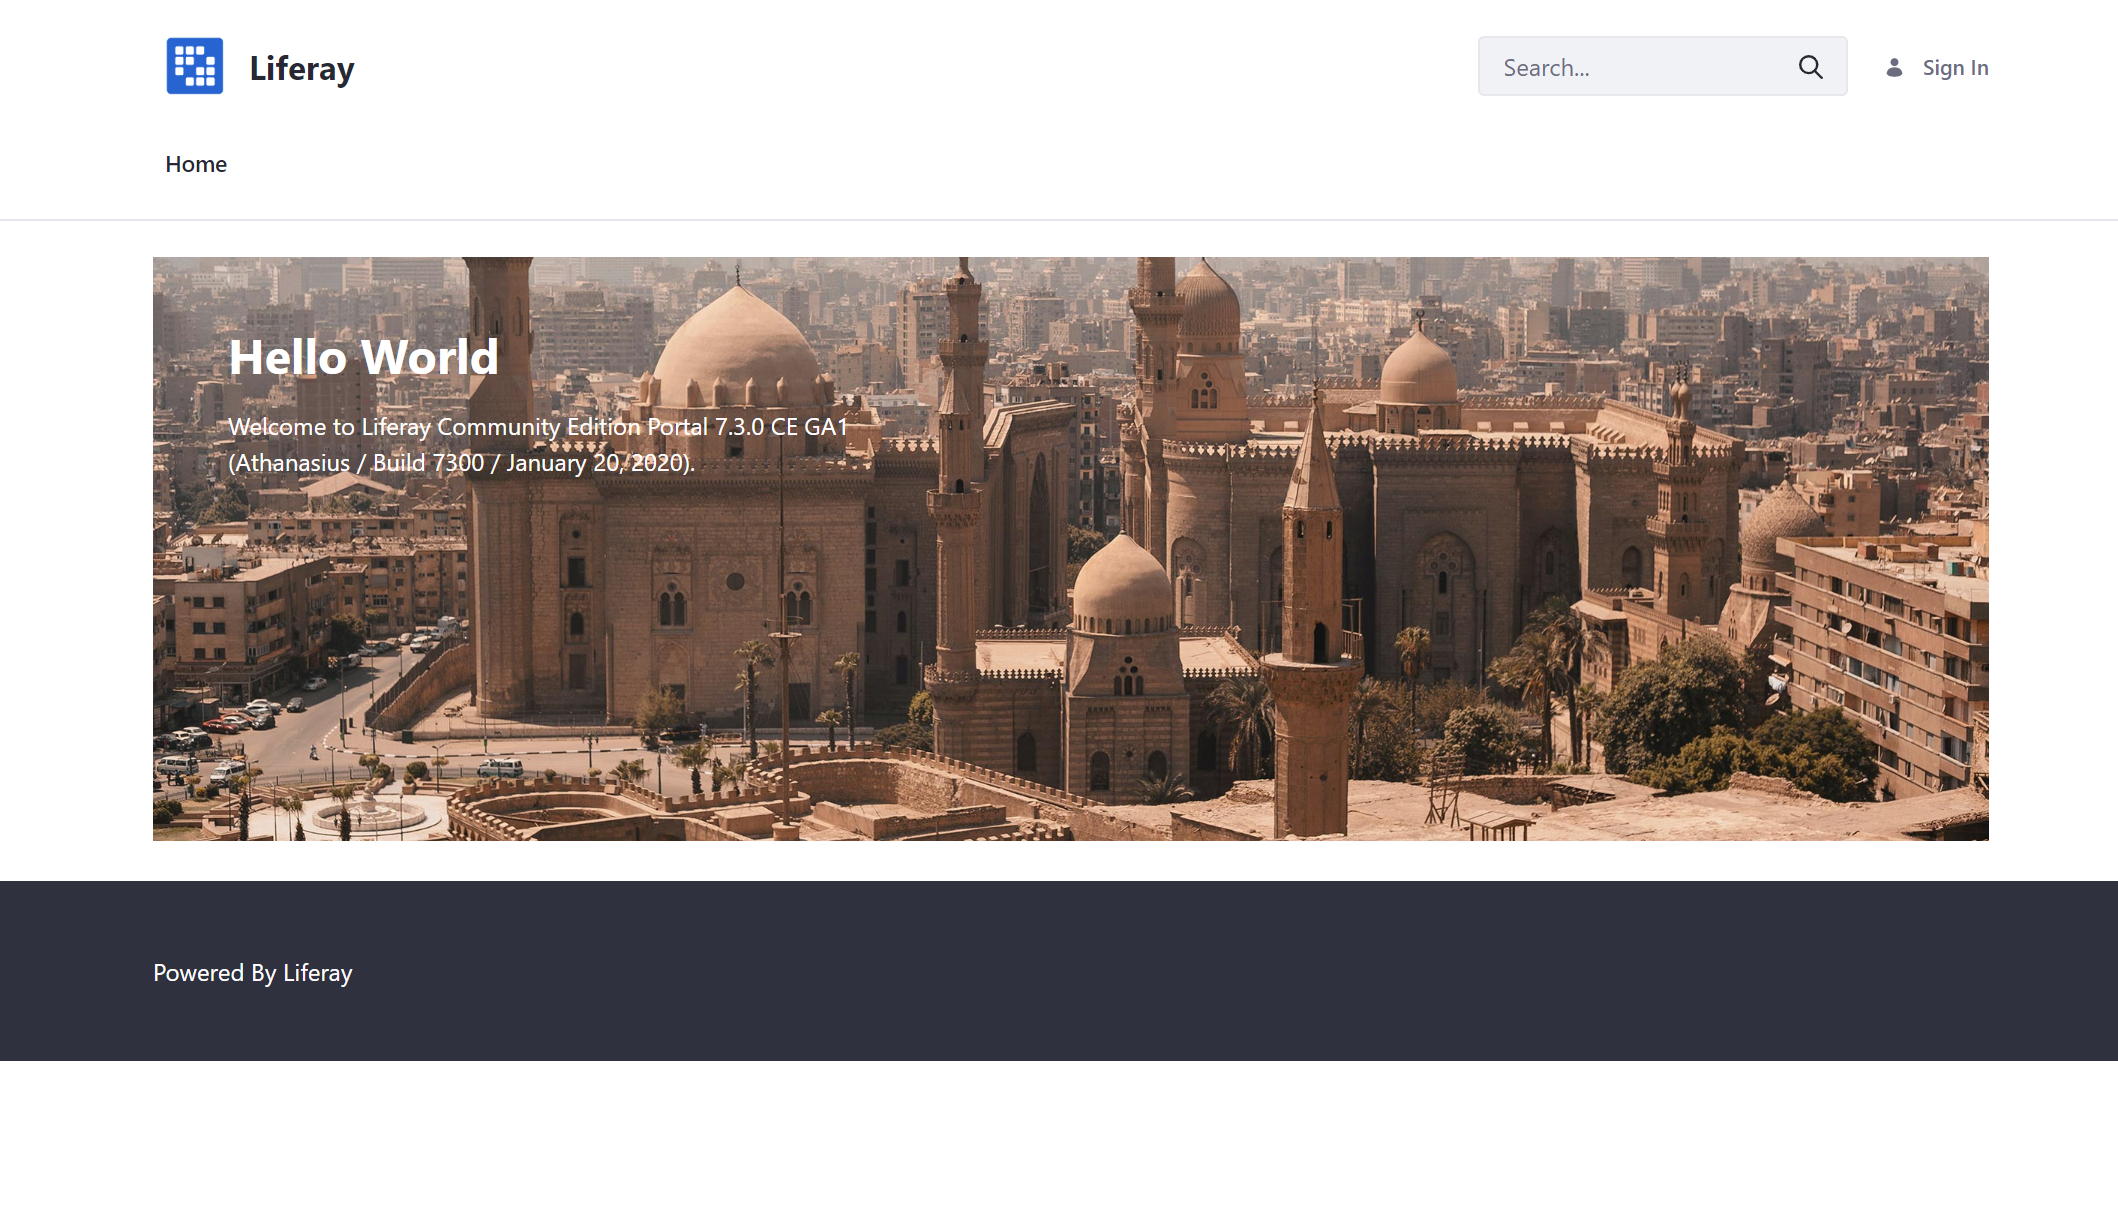 Liferay
Search...
Sign In
Home
Hello World
Welcome to Liferay Community Edition Portal 7.3.0 CE GA1
(Athanasius / Build 7300 / January 20, 2020).
Powered By Liferay